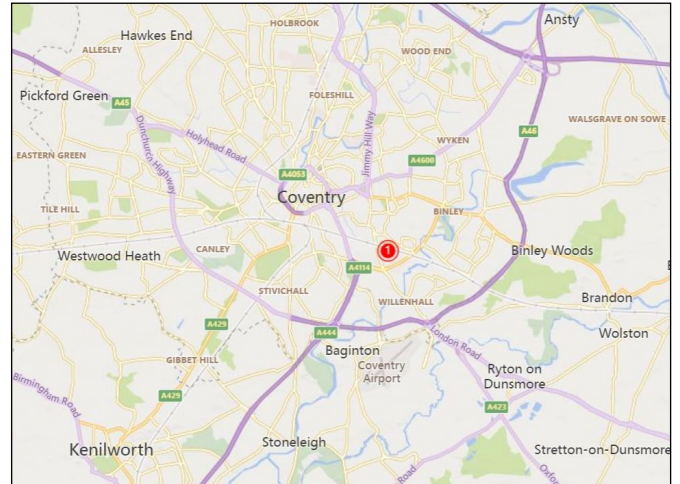 HOLBROOK
Ansty
Hawkes End
ALLESLEY
WOOD END
Pickford Green
A45
FOLESHILL
WALSGRAVE ON SOWE
Dunchurch Highway
Holyhead Road
Jimmy Hill Way
WYKEN
A46
EASTERN GREEN
A4600
A4053
Coventry
TILE HILL
BINLEY
Westwood Heath
CANLEY
1
Binley Woods
A4114
STIVICHALL
WILLENHALL
Brandon
A429
A444
London Road
Wolston
Baginton
GIBBET HILL
Coventry
Airport
Ryton on
Dunsmore
Birmingham Road
A429
A423
Kenilworth
Stoneleigh
Stretton-on-Dunsmore
Road